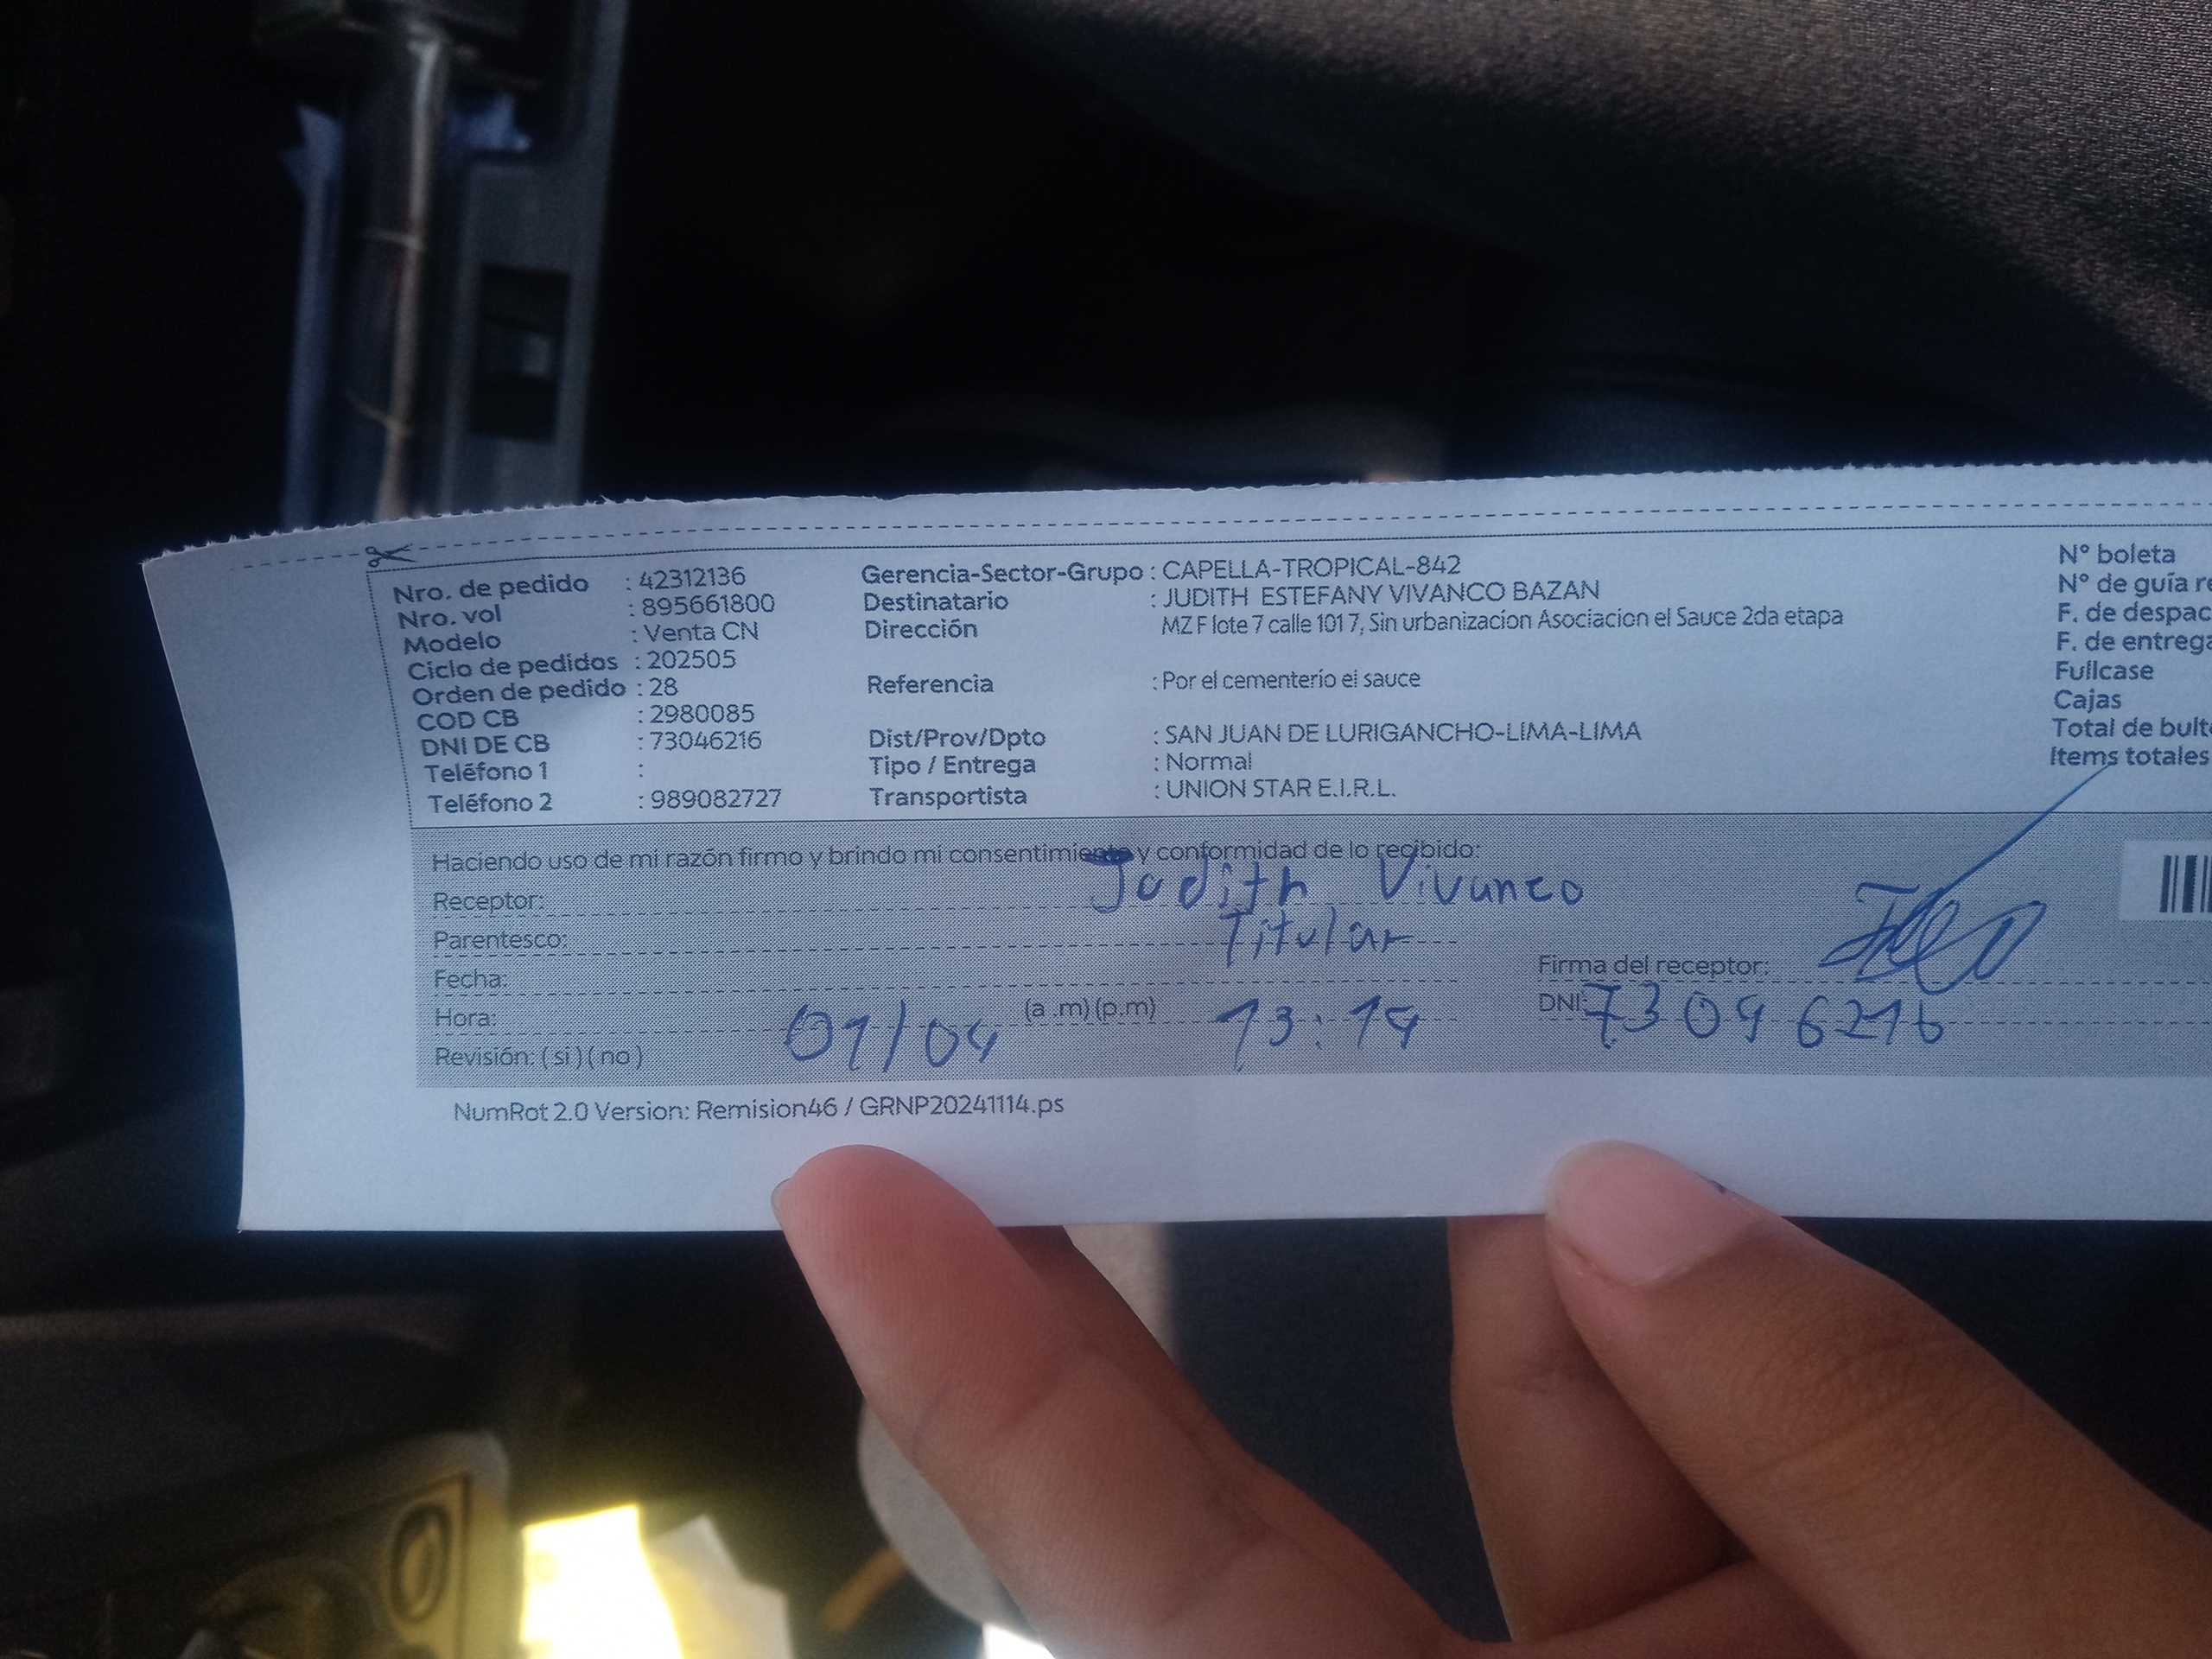 Nro. de pedido : 42312136
Nro. vol : 895661800
Modelo : Venta CN
Ciclo de pedidos : 202505
Orden de pedido : 28
COD CB : 2980085
DNI DE CB : 73046216
Teléfono 1 :
Teléfono 2 : 989082727
Gerencia-Sector-Grupo : CAPELLA-TROPICAL-842
Destinatario : JUDITH ESTEFANY VIVANCO BAZAN
Dirección MZ F lote 7 calle 101 7, Sin urbanizacion Asociacion el Sauce 2da etapa
Referencia : Por el cementerio el sauce
Dist/Prov/Dpto : SAN JUAN DE LURIGANCHO-LIMA-LIMA
Tipo / Entrega : Normal
Transportista : UNION STAR E.I.R.L.
N° boleta
N° de guía
F. de
F. de
Fullcase
Cajas
Total de
Items totales
Haciendo uso de mi razón firmo y brindo mi consentimiento y conformidad de lo recibido:
Receptor: Judith Vivanco
Parentesco: Titular
Fecha:
Hora: 01/04 (a .m) (p.m) 13:14
Revisión: ( si ) ( no )
Firma del receptor:
DNI: 73046216
NumRot 2.0 Version: Remision46 / GRNP20241114.ps